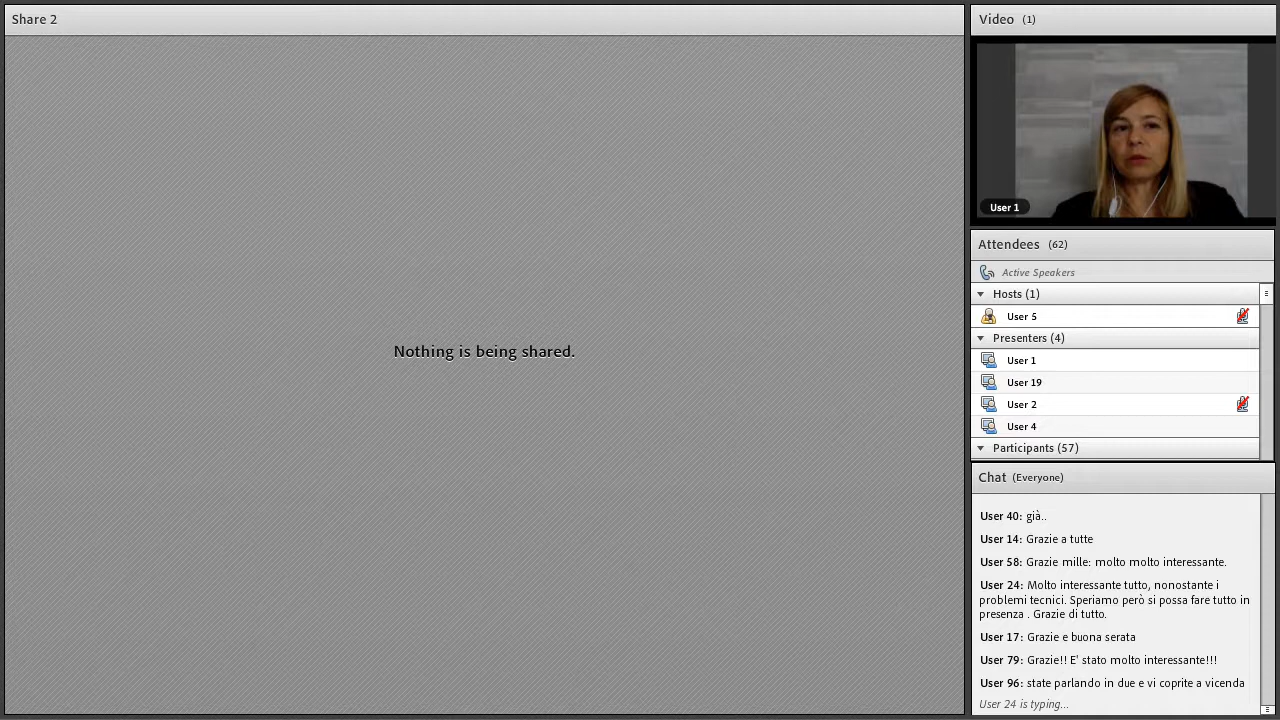 Share 2
Nothing is being shared.
Video (1)
User 1
Attendees (62)
Active Speakers
Hosts (1)
User 5
Presenters (4)
User 1
User 19
User 2
User 4
Participants (57)
Chat (Everyone)
User 40: già..
User 14: Grazie a tutte
User 58: Grazie mille: molto molto interessante.
User 24: Molto interessante tutto, nonostante i
problemi tecnici. Speriamo però si possa fare tutto in
presenza . Grazie di tutto.
User 17: Grazie e buona serata
User 79: Grazie!! E' stato molto interessante!!!
User 96: state parlando in due e vi coprite a vicenda
User 24 is typing...